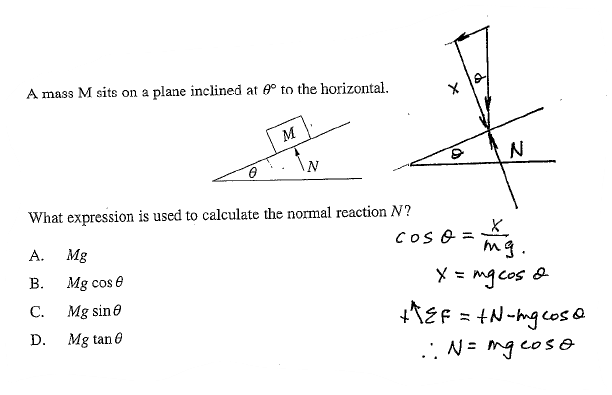 A mass M sits on a plane inclined at θ° to the horizontal.
M
θ
N
x
θ
θ
N
What expression is used to calculate the normal reaction N?
A. Mg
B. Mg cos θ
C. Mg sin θ
D. Mg tan θ
cos θ = x/mg.
x = mg cos θ
+↖ΣF = +N-mg cos θ
∴ N = mg cos θ